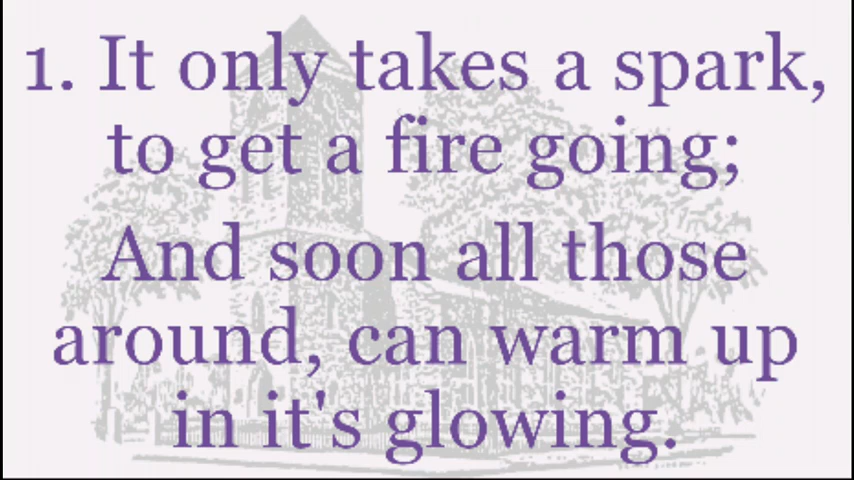 1. It only takes a spark,
to get a fire going;
And soon all those
around, can warm up
in it's glowing.